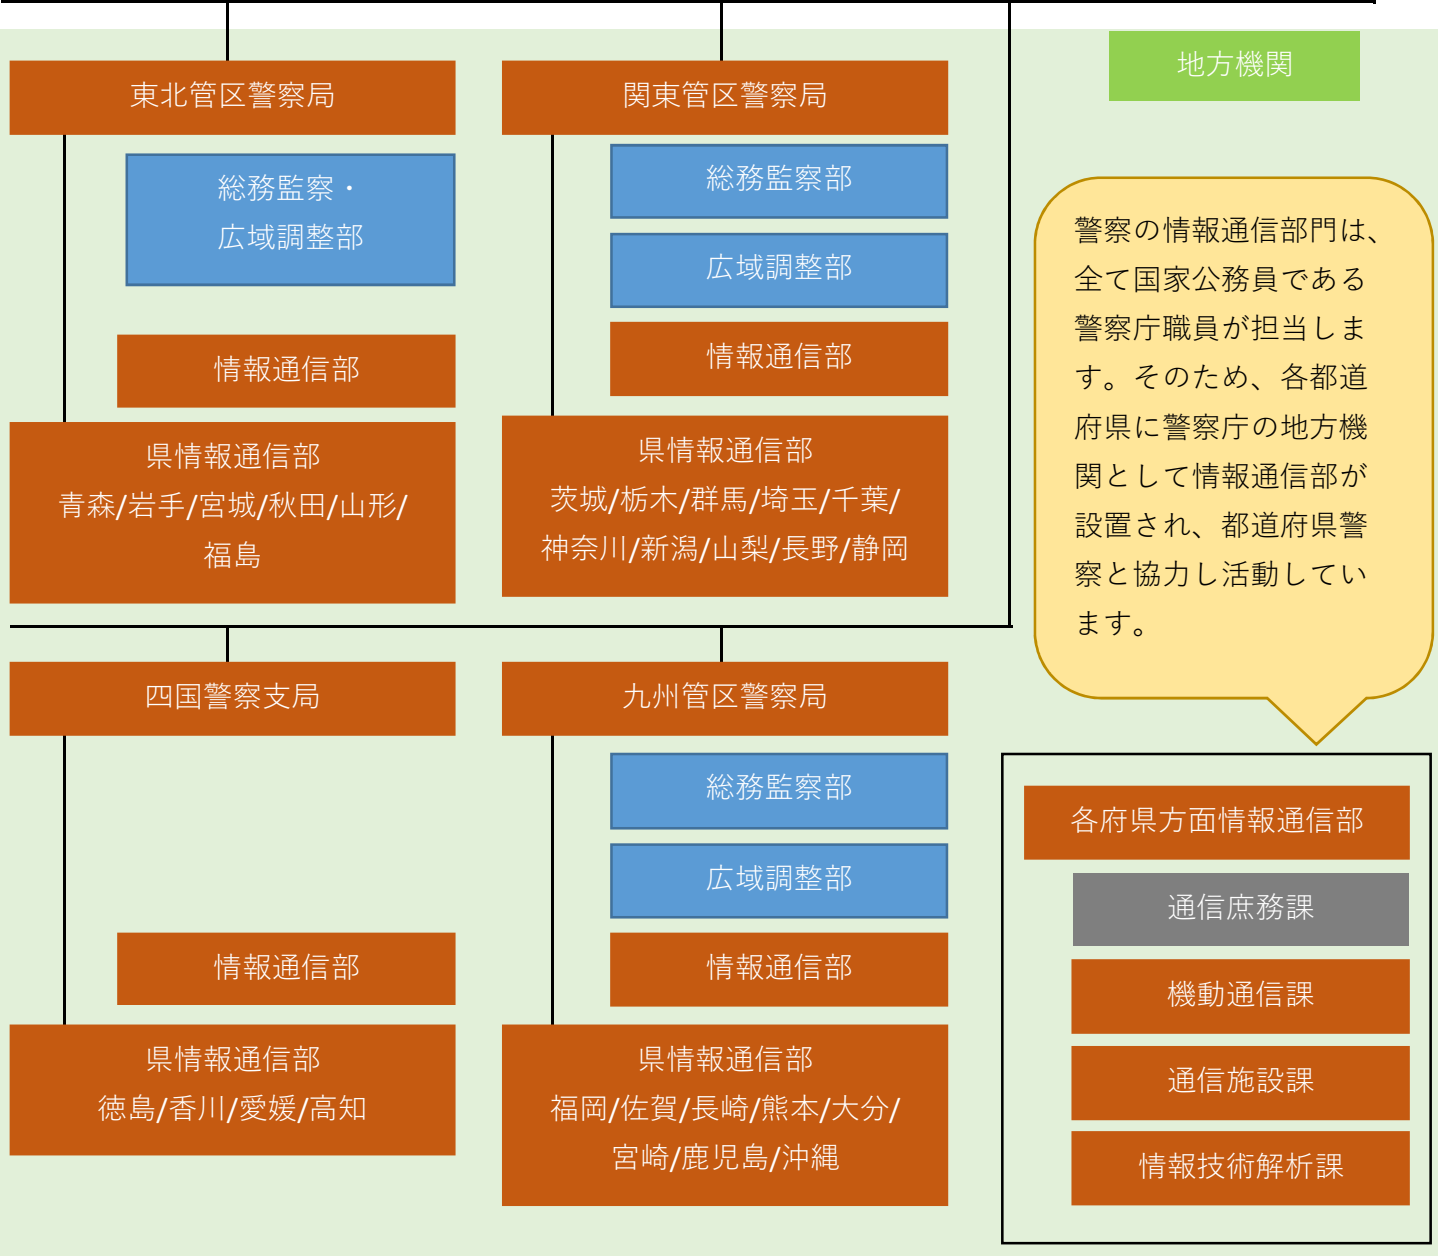 東北管区警察局
総務監察・
広域調整部
情報通信部
県情報通信部
青森/岩手/宮城/秋田/山形/
福島
関東管区警察局
総務監察部
広域調整部
情報通信部
県情報通信部
茨城/栃木/群馬/埼玉/千葉/
神奈川/新潟/山梨/長野/静岡
地方機関
警察の情報通信部門は、
全て国家公務員である
警察庁職員が担当しま
す。そのため、各都道
府県に警察庁の地方機
関として情報通信部が
設置され、都道府県警
察と協力し活動してい
ます。
四国警察支局
情報通信部
県情報通信部
徳島/香川/愛媛/高知
九州管区警察局
総務監察部
広域調整部
情報通信部
県情報通信部
福岡/佐賀/長崎/熊本/大分/
宮崎/鹿児島/沖縄
各府県方面情報通信部
通信庶務課
機動通信課
通信施設課
情報技術解析課